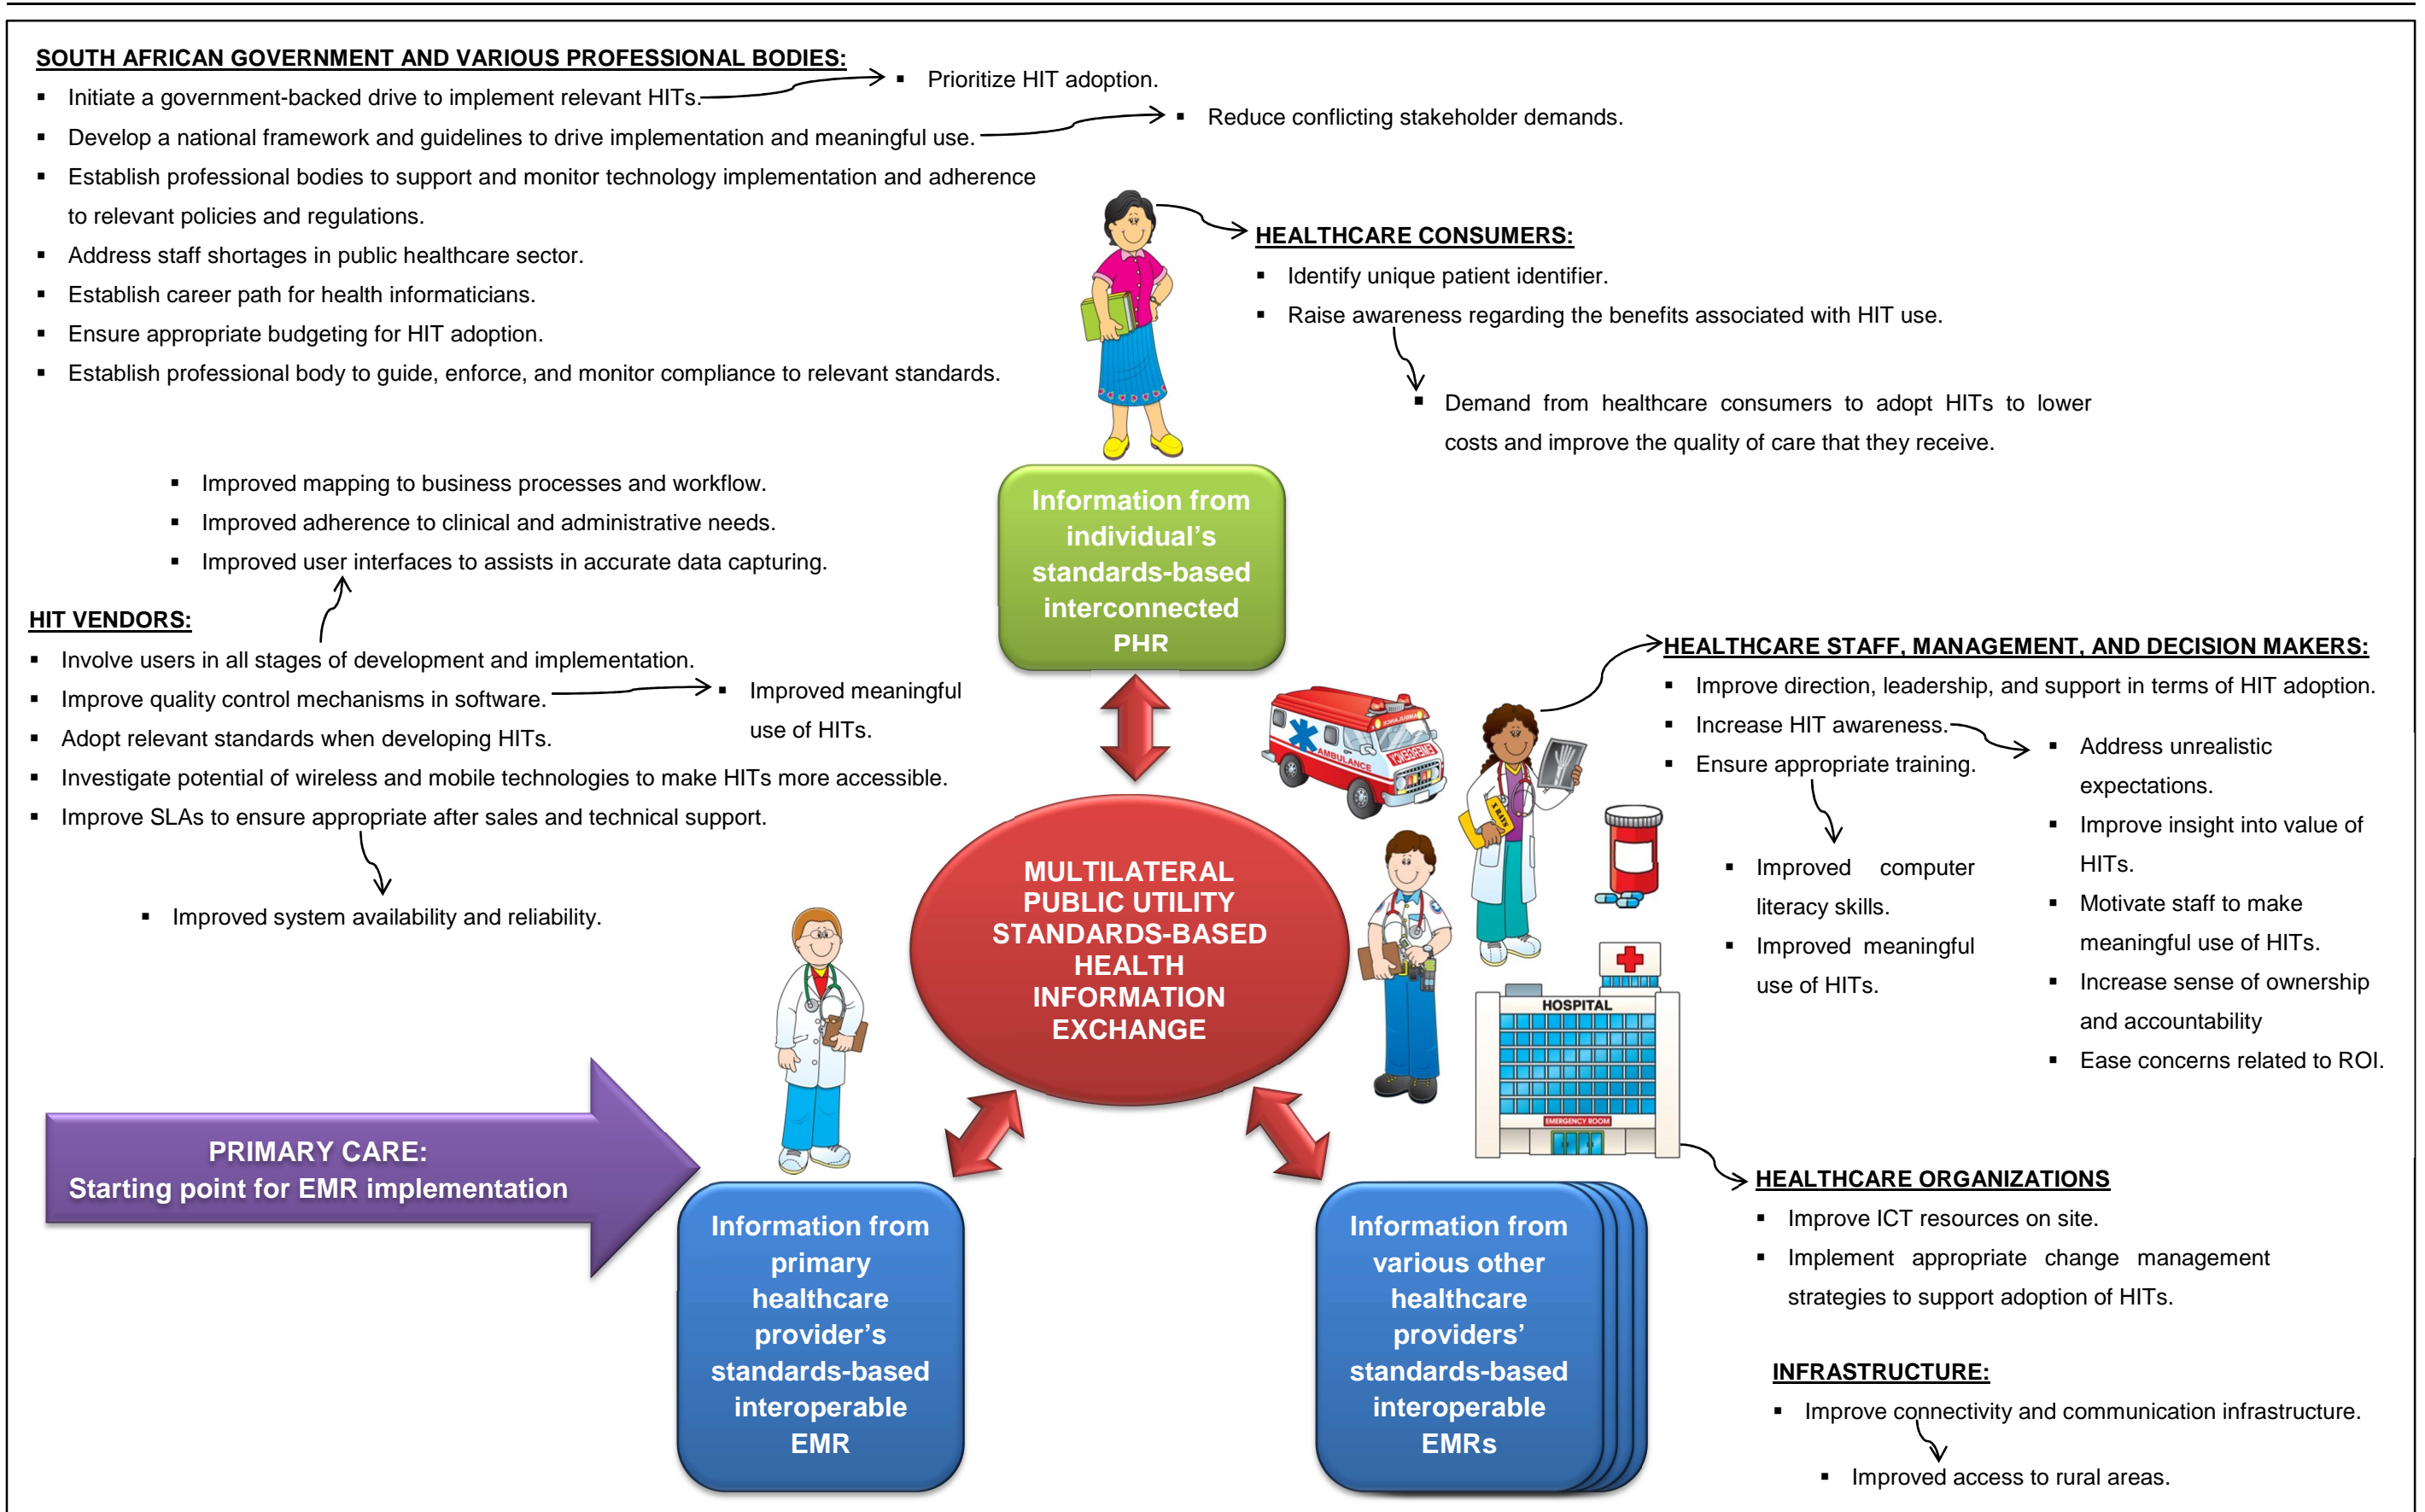 SOUTH AFRICAN GOVERNMENT AND VARIOUS PROFESSIONAL BODIES:
▪ Initiate a government-backed drive to implement relevant HITs.
▪ Prioritize HIT adoption.
▪ Develop a national framework and guidelines to drive implementation and meaningful use.
▪ Reduce conflicting stakeholder demands.
▪ Establish professional bodies to support and monitor technology implementation and adherence
to relevant policies and regulations.
▪ Address staff shortages in public healthcare sector.
▪ Establish career path for health informaticians.
▪ Ensure appropriate budgeting for HIT adoption.
▪ Establish professional body to guide, enforce, and monitor compliance to relevant standards.
HEALTHCARE CONSUMERS:
▪ Identify unique patient identifier.
▪ Raise awareness regarding the benefits associated with HIT use.
▪ Demand from healthcare consumers to adopt HITs to lower
costs and improve the quality of care that they receive.
▪ Improved mapping to business processes and workflow.
▪ Improved adherence to clinical and administrative needs.
▪ Improved user interfaces to assists in accurate data capturing.
HIT VENDORS:
▪ Involve users in all stages of development and implementation.
▪ Improve quality control mechanisms in software.
▪ Improved meaningful
use of HITs.
▪ Adopt relevant standards when developing HITs.
▪ Investigate potential of wireless and mobile technologies to make HITs more accessible.
▪ Improve SLAs to ensure appropriate after sales and technical support.
▪ Improved system availability and reliability.
Information from
individual's
standards-based
interconnected
PHR
HEALTHCARE STAFF, MANAGEMENT, AND DECISION MAKERS:
▪ Improve direction, leadership, and support in terms of HIT adoption.
▪ Increase HIT awareness.
▪ Ensure appropriate training.
▪ Address unrealistic
expectations.
▪ Improve insight into value of
HITs.
▪ Motivate staff to make
meaningful use of HITs.
▪ Increase sense of ownership
and accountability
▪ Ease concerns related to ROI.
▪ Improved computer
literacy skills.
▪ Improved meaningful
use of HITs.
AMBULANCE
AMBULANCE
EMERGENCY
X RAYS
MULTILATERAL
PUBLIC UTILITY
STANDARDS-BASED
HEALTH
INFORMATION
EXCHANGE
HOSPITAL
EMERGENCY ROOM
PRIMARY CARE:
Starting point for EMR implementation
Information from
primary
healthcare
provider's
standards-based
interoperable
EMR
Information from
various other
healthcare
providers'
standards-based
interoperable
EMRs
HEALTHCARE ORGANIZATIONS
▪ Improve ICT resources on site.
▪ Implement appropriate change management
strategies to support adoption of HITs.
INFRASTRUCTURE:
▪ Improve connectivity and communication infrastructure.
▪ Improved access to rural areas.